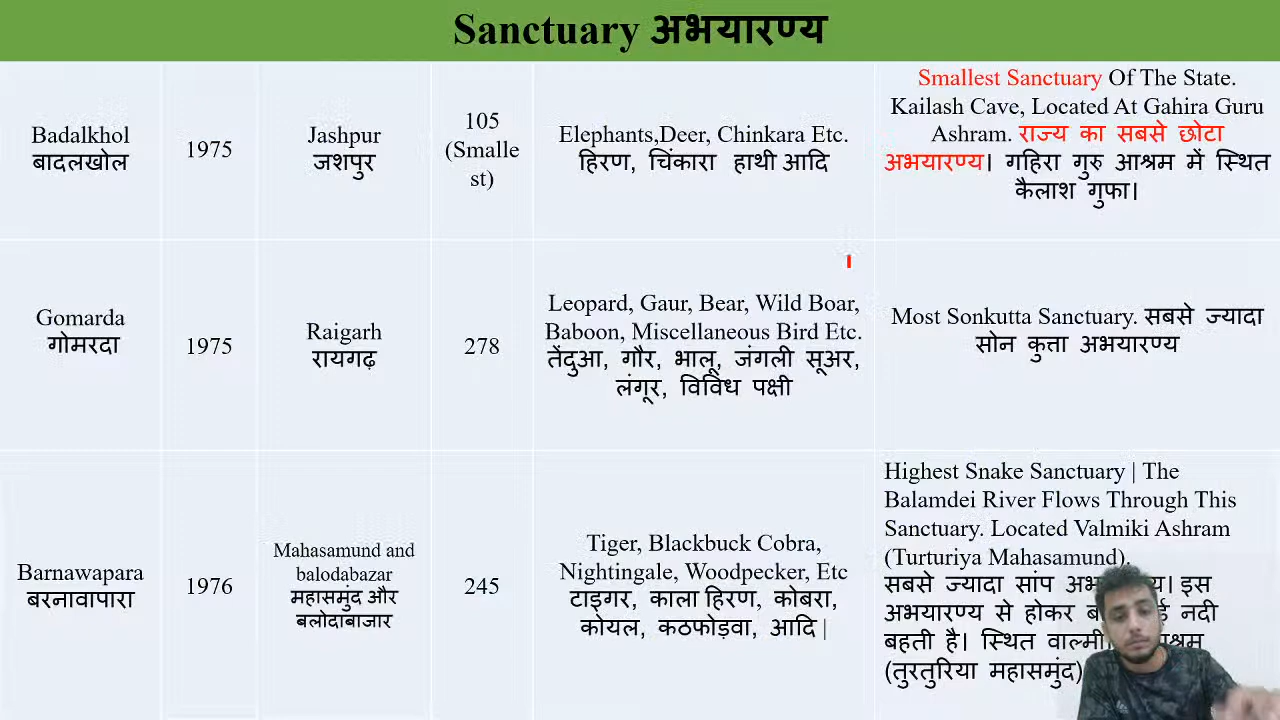 Sanctuary अभयारण्य
Badalkhol
बादलखोल
1975
Jashpur
जशपुर
105
(Smalle
st)
Elephants,Deer, Chinkara Etc.
हिरण, चिंकारा हाथी आदि
Smallest Sanctuary Of The State.
Kailash Cave, Located At Gahira Guru
Ashram. राज्य का सबसे छोटा
अभयारण्य। गहिरा गुरु आश्रम में स्थित
कैलाश गुफा।
Gomarda
गोमरदा
1975
Raigarh
रायगढ़
278
Leopard, Gaur, Bear, Wild Boar,
Baboon, Miscellaneous Bird Etc.
तेंदुआ, गौर, भालू, जंगली सूअर,
लंगूर, विविध पक्षी
Most Sonkutta Sanctuary. सबसे ज्यादा
सोन कुत्ता अभयारण्य
Barnawapara
बरनावापारा
1976
Mahasamund and
balodabazar
महासमुंद और
बलोदाबाजार
245
Tiger, Blackbuck Cobra,
Nightingale, Woodpecker, Etc
टाइगर, काला हिरण, कोबरा,
कोयल, कठफोड़वा, आदि |
Highest Snake Sanctuary | The
Balamdei River Flows Through This
Sanctuary. Located Valmiki Ashram
(Turturiya Mahasamund).
सबसे ज्यादा सांप इस
अभयारण्य से होकर नदी
बहती है। स्थित
(तुरतुरिया महासमुंद)